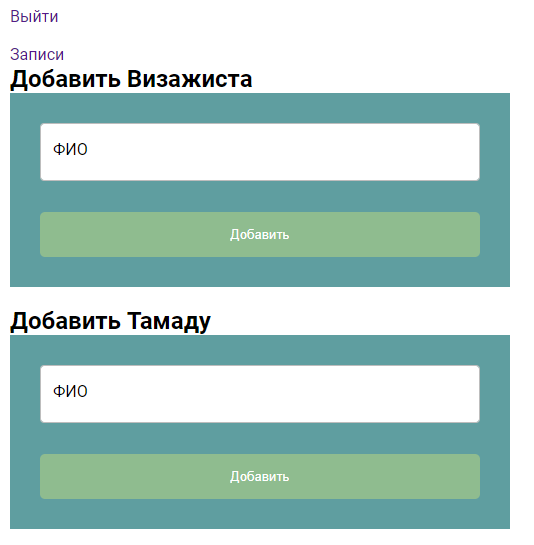 Выйти
Записи
Добавить Визажиста
ФИО
Добавить
Добавить Тамаду
ФИО
Добавить